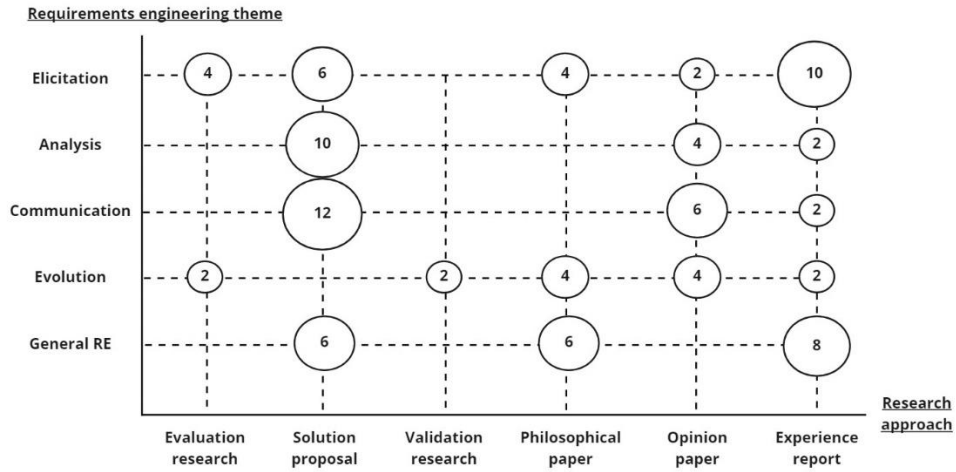 Requirements engineering theme
Elicitation 4 6 4 2 10
Analysis 10 4 2
Communication 12 6 2
Evolution 2 2 4 4 2
General RE 6 6 8
Research
approach
Evaluation Solution Validation Philosophical Opinion Experience
research proposal research paper paper report